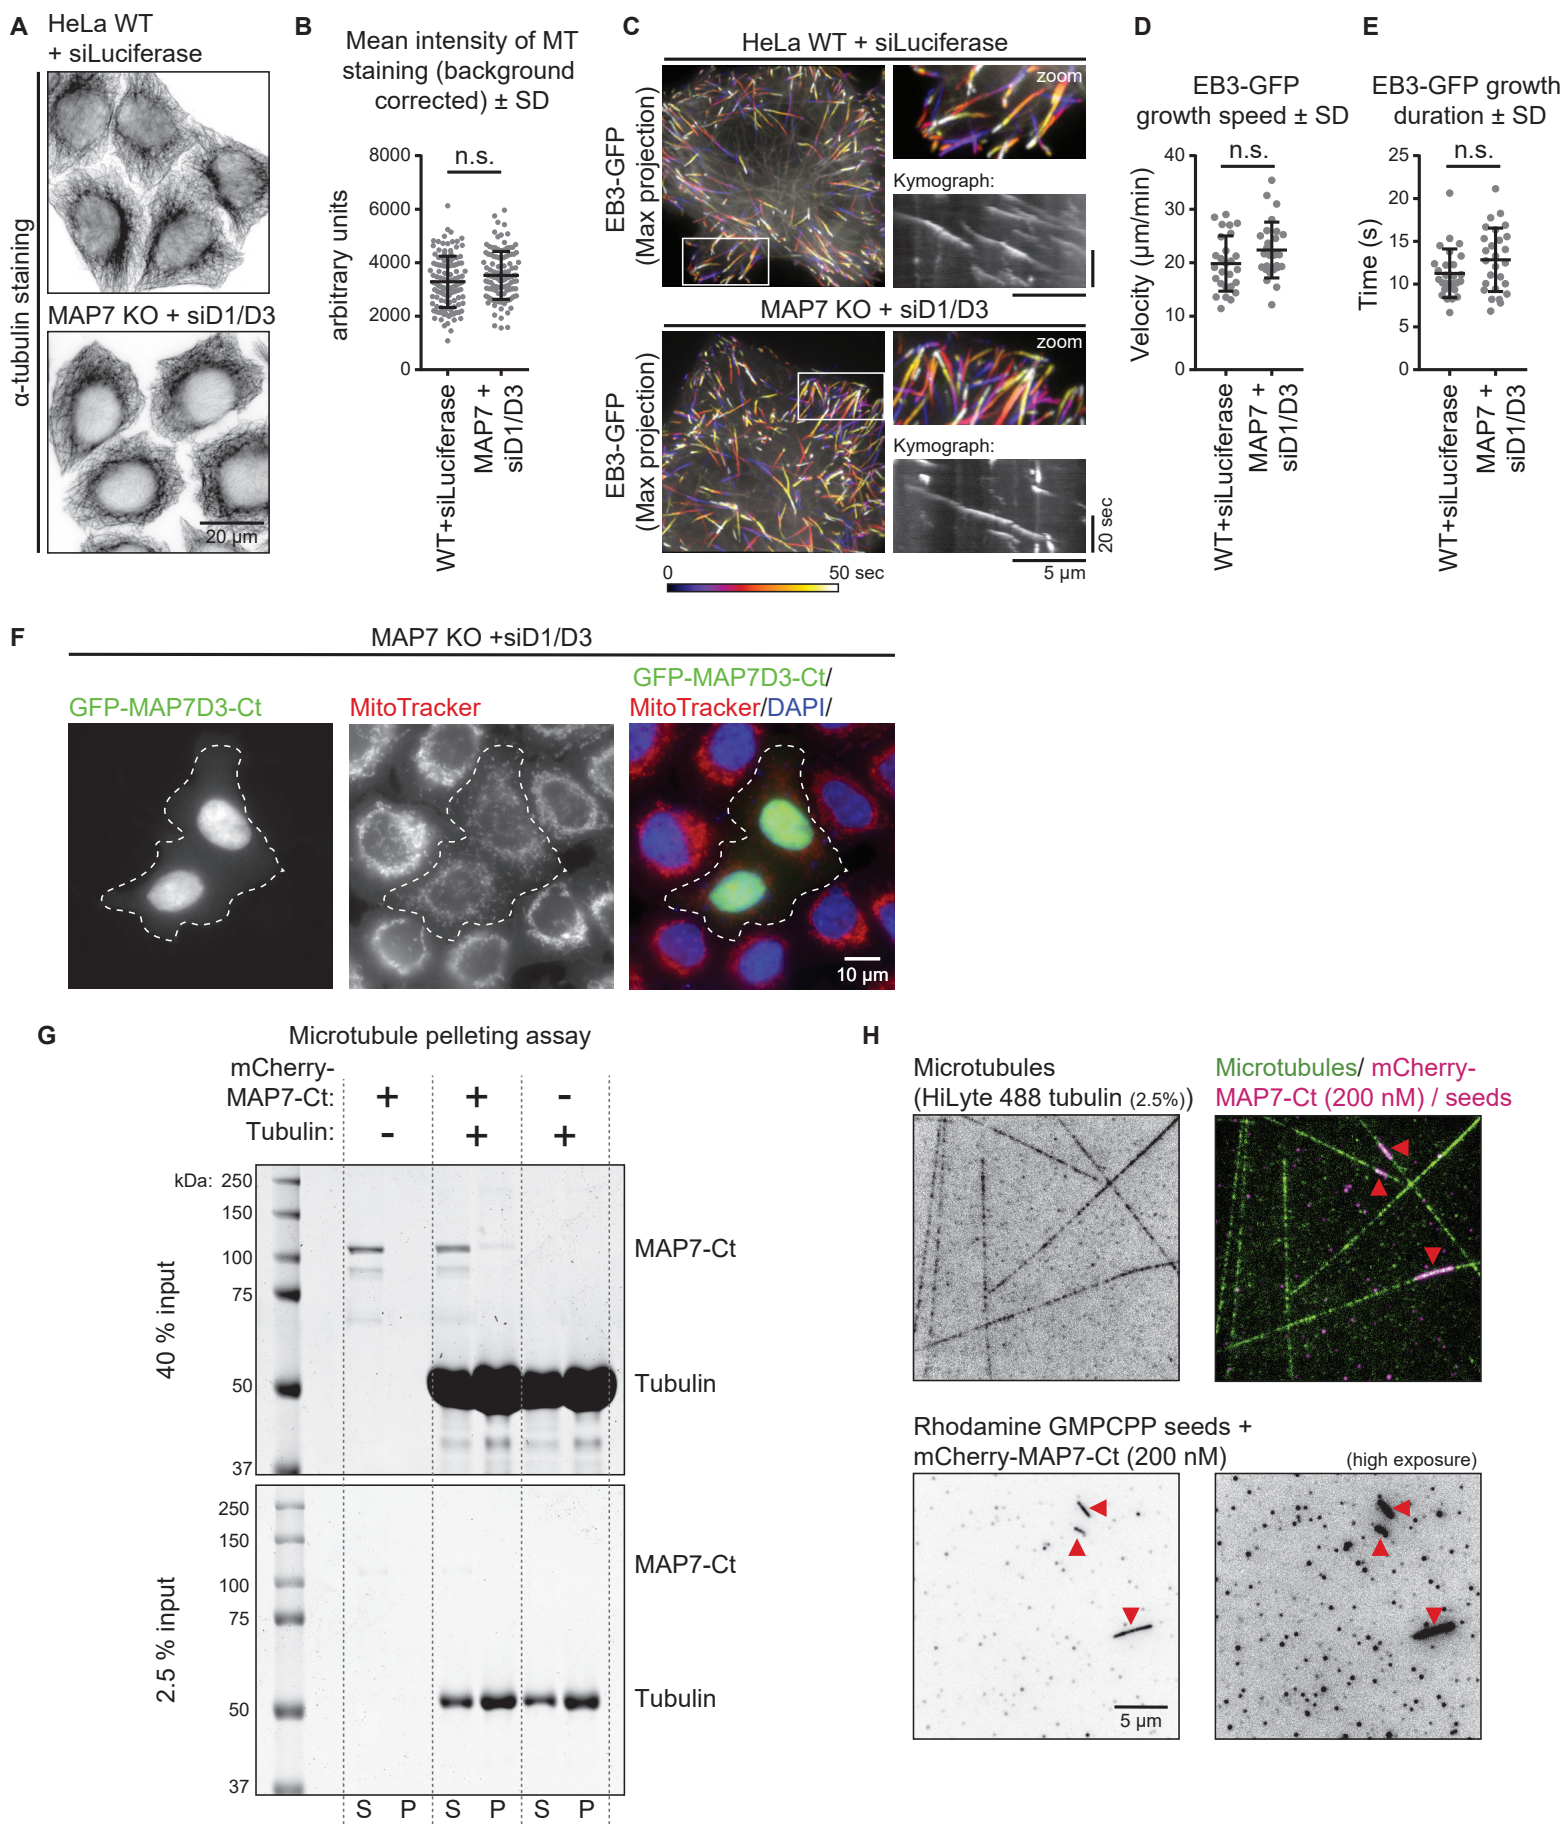 A
HeLa WT
+ siLuciferase
α-tubulin staining
MAP7 KO + siD1/D3
20 µm
B
Mean intensity of MT
staining (background
corrected) ± SD
arbitrary units
8000
6000
4000
2000
0
n.s.
WT+siLuciferase
MAP7 +
siD1/D3
C
HeLa WT + siLuciferase
EB3-GFP
(Max projection)
zoom
Kymograph:
MAP7 KO + siD1/D3
EB3-GFP
(Max projection)
zoom
Kymograph:
20 sec
0
50 sec
5 µm
D
EB3-GFP
growth speed ± SD
Velocity (µm/min)
40
30
20
10
0
n.s.
WT+siLuciferase
MAP7 +
siD1/D3
E
EB3-GFP growth
duration ± SD
Time (s)
25
20
15
10
5
0
n.s.
WT+siLuciferase
MAP7 +
siD1/D3
F
MAP7 KO +siD1/D3
GFP-MAP7D3-Ct
MitoTracker
GFP-MAP7D3-Ct/
MitoTracker/DAPI/
10 µm
G
Microtubule pelleting assay
mCherry-
MAP7-Ct: + + -
Tubulin: - + +
kDa: 250
150
100
75
50
37
40 % input
MAP7-Ct
Tubulin
250
150
100
75
50
37
2.5 % input
MAP7-Ct
Tubulin
S P S P S P
H
Microtubules
(HiLyte 488 tubulin (2.5%))
Microtubules/ mCherry-
MAP7-Ct (200 nM) / seeds
Rhodamine GMPCPP seeds +
mCherry-MAP7-Ct (200 nM)
(high exposure)
5 µm